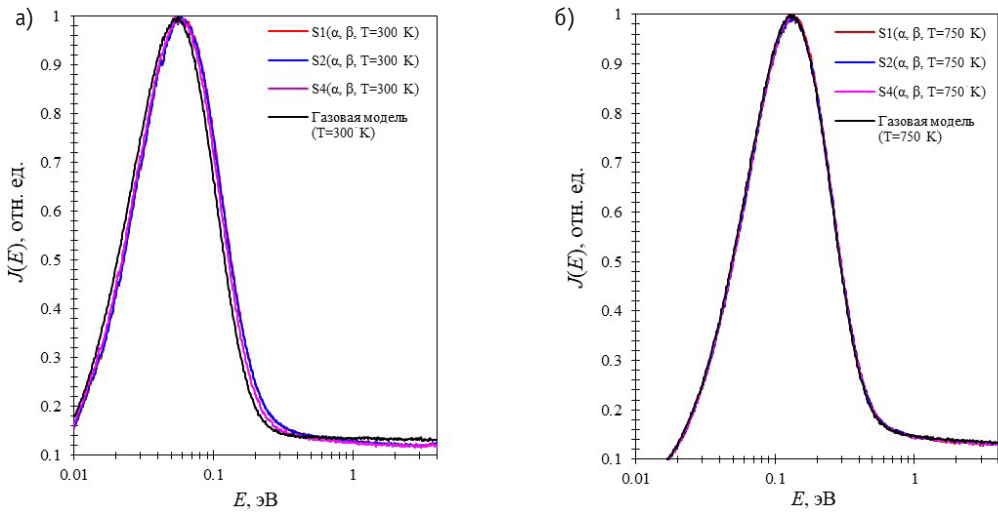 а)
S1(α, β, T=300 K)
S2(α, β, T=300 K)
S4(α, β, T=300 K)
Газовая модель
(T=300 K)
J(E), отн. ед.
1
0.9
0.8
0.7
0.6
0.5
0.4
0.3
0.2
0.1
0.01
0.1
1
E, эВ
б)
S1(α, β, T=750 K)
S2(α, β, T=750 K)
S4(α, β, T=750 K)
Газовая модель
(T=750 K)
J(E), отн. ед.
1
0.9
0.8
0.7
0.6
0.5
0.4
0.3
0.2
0.1
0.01
0.1
1
E, эВ